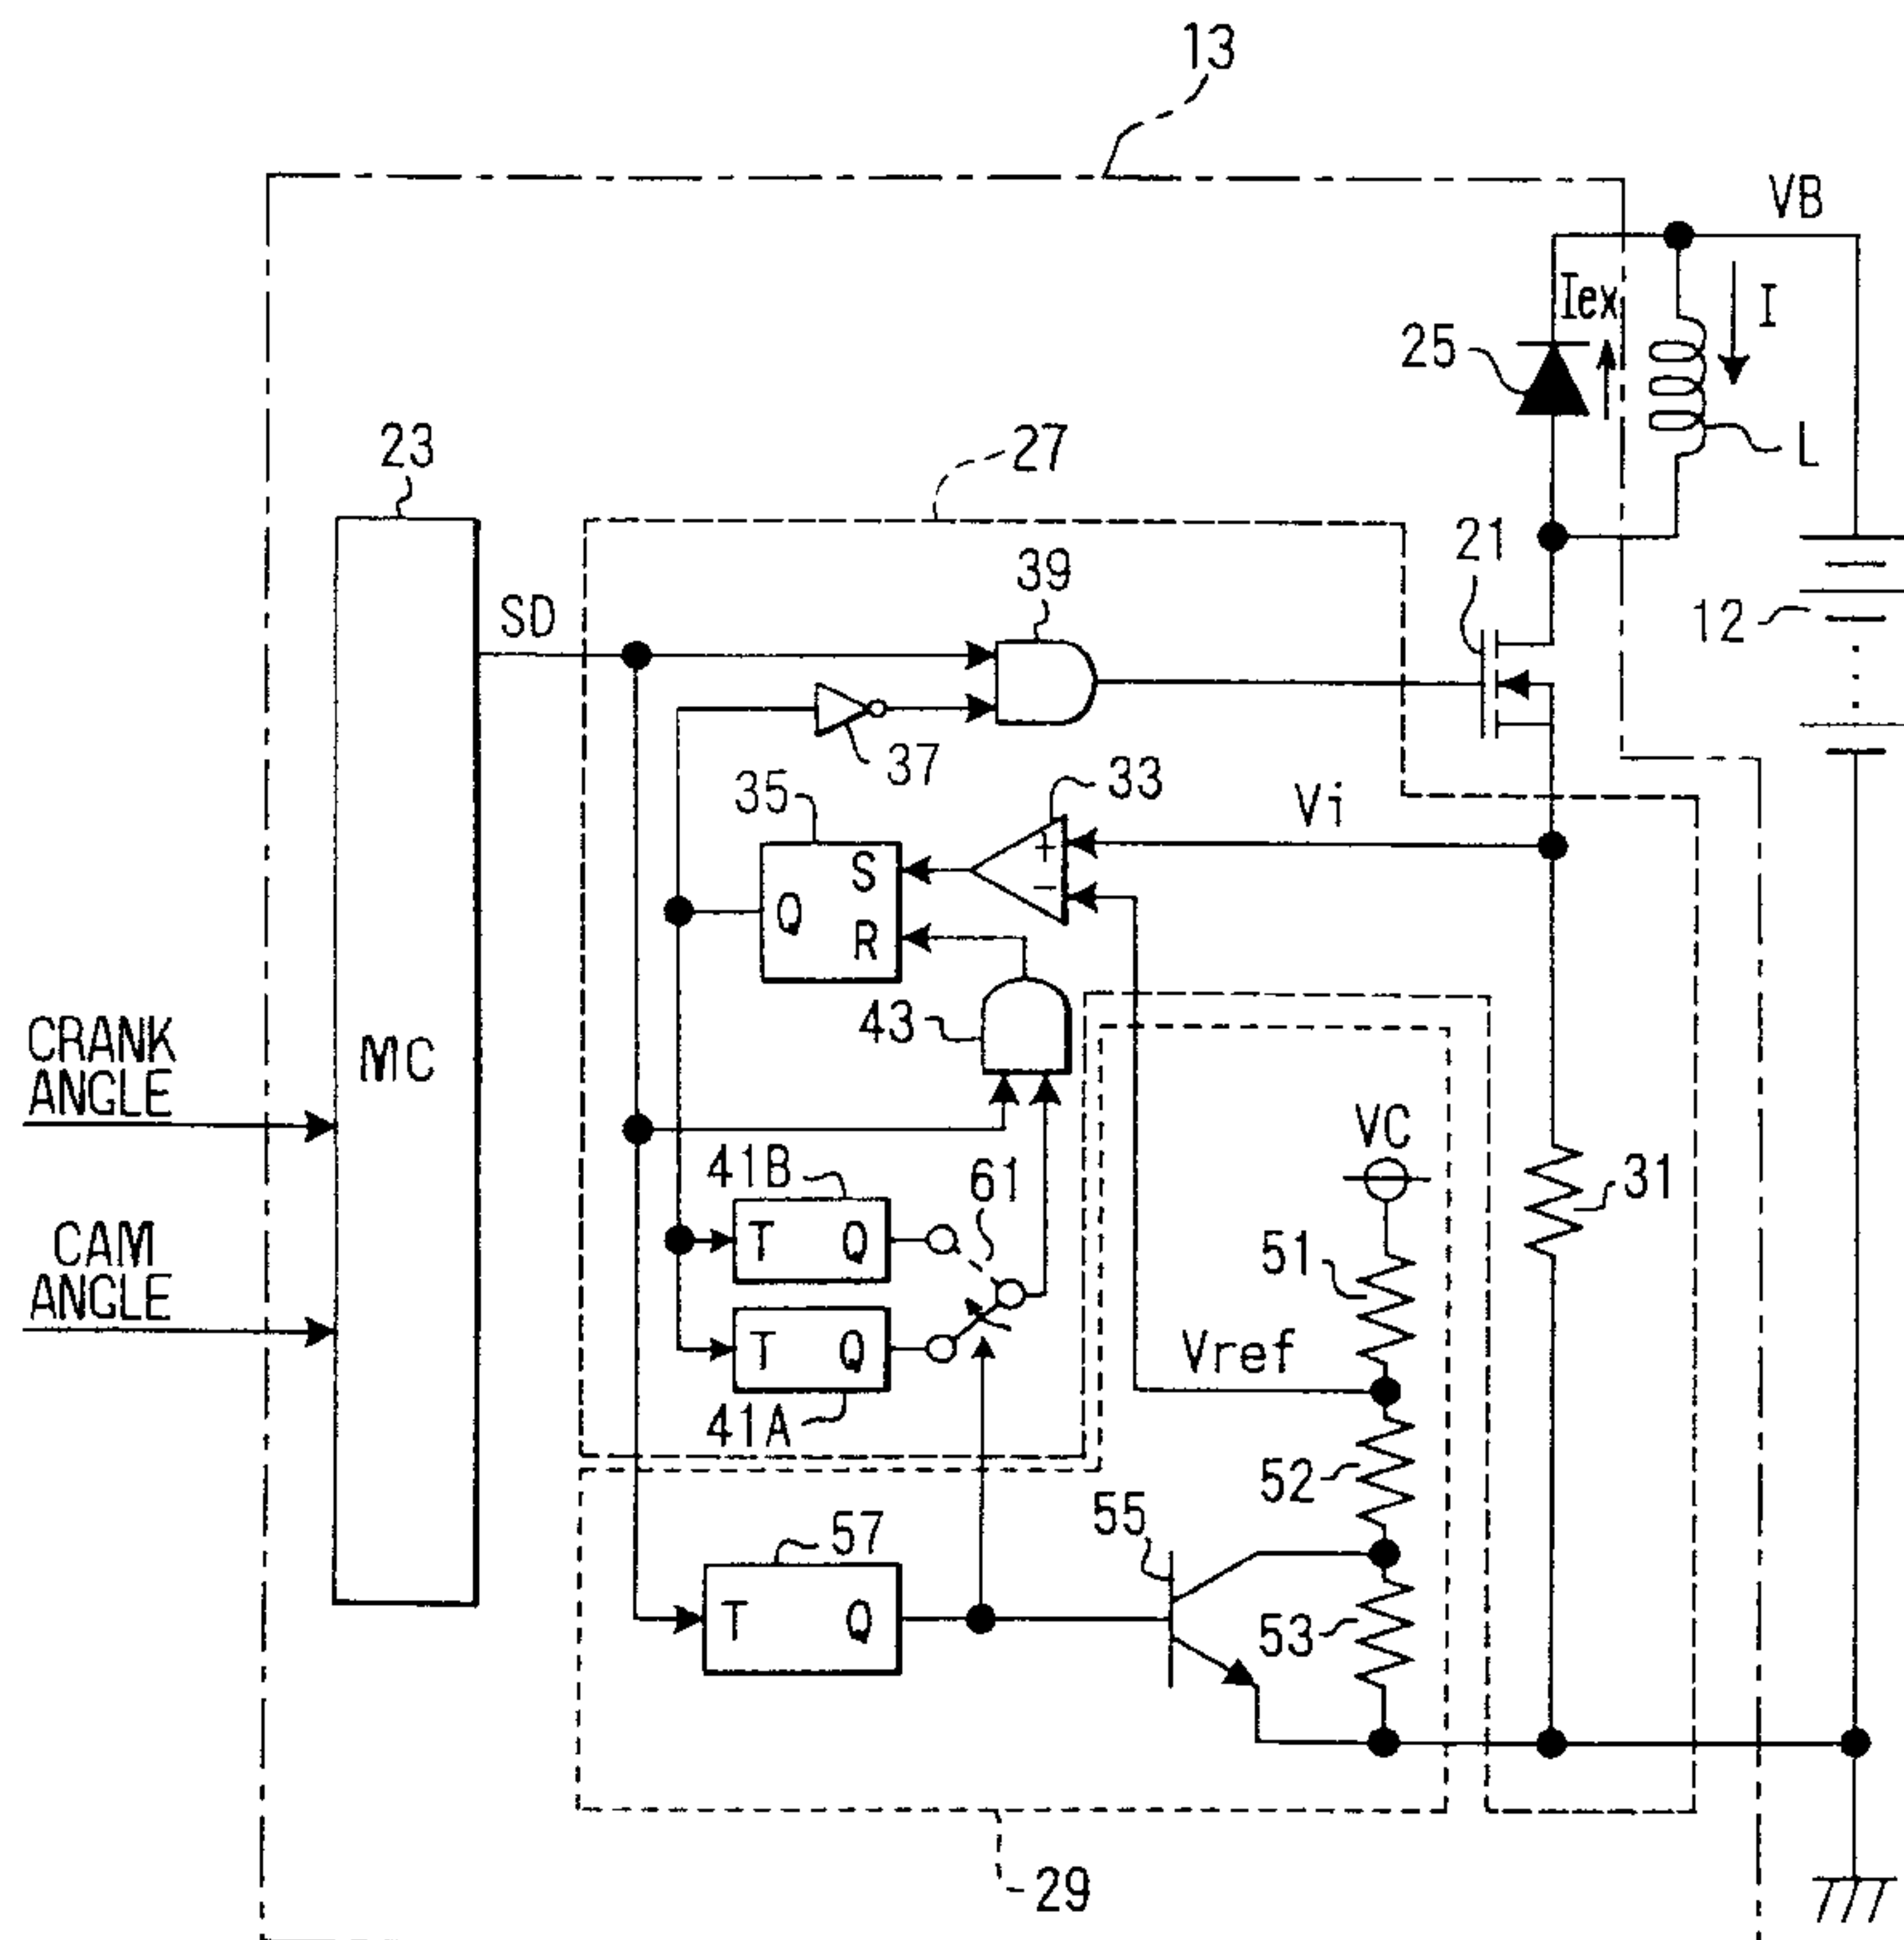 13
VB
Iex
I
25
L
23
27
21
39
12
SD
37
33
Vi
35
S
+
−
Q
R
43
CRANK
ANGLE
MC
VC
41B
61
31
T Q
51
CAM
ANGLE
T Q
Vref
41A
52
55
57
T Q
53
29